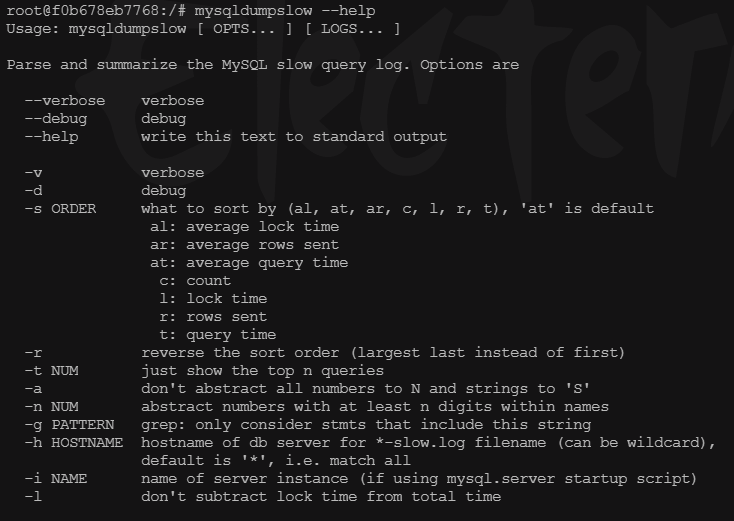 root@f0b678eb7768:/# mysqldumpslow --help
Usage: mysqldumpslow [ OPTS... ] [ LOGS... ]

Parse and summarize the MySQL slow query log. Options are

  --verbose    verbose
  --debug      debug
  --help       write this text to standard output

  -v           verbose
  -d           debug
  -s ORDER     what to sort by (al, at, ar, c, l, r, t), 'at' is default
                al: average lock time
                ar: average rows sent
                at: average query time
                 c: count
                 l: lock time
                 r: rows sent
                 t: query time
  -r           reverse the sort order (largest last instead of first)
  -t NUM       just show the top n queries
  -a           don't abstract all numbers to N and strings to 'S'
  -n NUM       abstract numbers with at least n digits within names
  -g PATTERN   grep: only consider stmts that include this string
  -h HOSTNAME  hostname of db server for *-slow.log filename (can be wildcard),
               default is '*', i.e. match all
  -i NAME      name of server instance (if using mysql.server startup script)
  -l           don't subtract lock time from total time